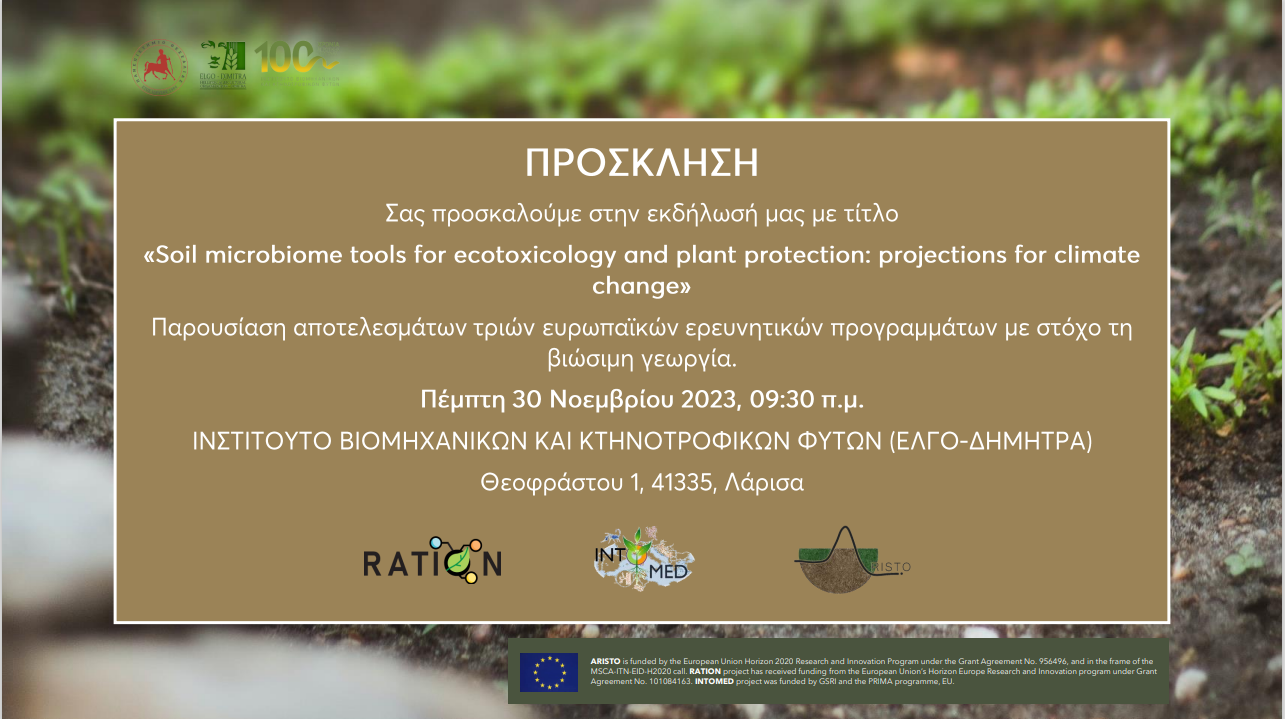 ELGO - DIMITRA
100
ΠΡΟΣΚΛΗΣΗ
Σας προσκαλούμε στην εκδήλωσή μας με τίτλο
«Soil microbiome tools for ecotoxicology and plant protection: projections for climate
change»
Παρουσίαση αποτελεσμάτων τριών ευρωπαϊκών ερευνητικών προγραμμάτων με στόχο τη
βιώσιμη γεωργία.
Πέμπτη 30 Νοεμβρίου 2023, 09:30 π.μ.
ΙΝΣΤΙΤΟΥΤΟ ΒΙΟΜΗΧΑΝΙΚΩΝ ΚΑΙ ΚΤΗΝΟΤΡΟΦΙΚΩΝ ΦΥΤΩΝ (ΕΛΓΟ-ΔΗΜΗΤΡΑ)
Θεοφράστου 1, 41335, Λάρισα
RATION
INTOMED
ARISTO
ARISTO is funded by the European Union Horizon 2020 Research and Innovation Program under the Grant Agreement No. 956496, and in the frame of the
MSCA-ITN-EID-H2020 call. RATION project has received funding from the European Union's Horizon Europe Research and Innovation program under Grant
Agreement No. 101084163. INTOMED project was funded by GSRI and the PRIMA programme, EU.